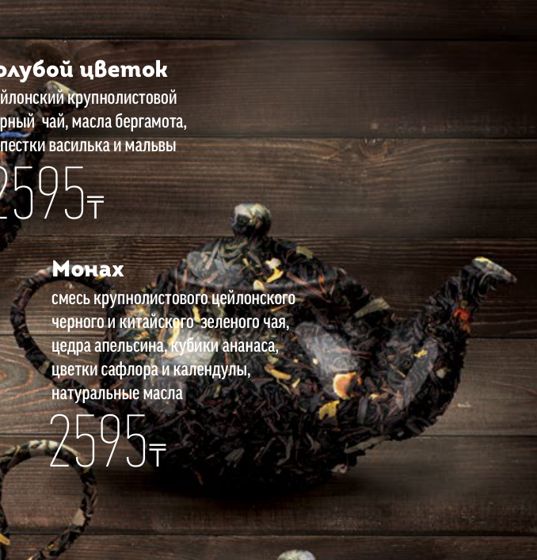 олубой цветок
йлонский крупнолистовой
рный чай, масла бергамота,
пестки василька и мальвы
2595₸
Монах
смесь крупнолистового цейлонского
черного и китайского зеленого чая,
цедра апельсина, кубики ананаса,
цветки сафлора и календулы,
натуральные масла
2595₸